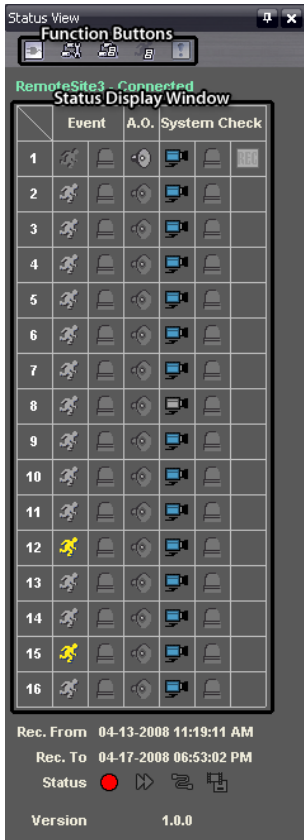 Status View
Function Buttons
RemoteSite3 - Connected
Status Display Window
Event A.O. System Check
1 REC
2
3
4
5
6
7
8
9
10
11
12
13
14
15
16
Rec. From 04-13-2008 11:19:11 AM
Rec. To 04-17-2008 06:53:02 PM
Status
Version 1.0.0